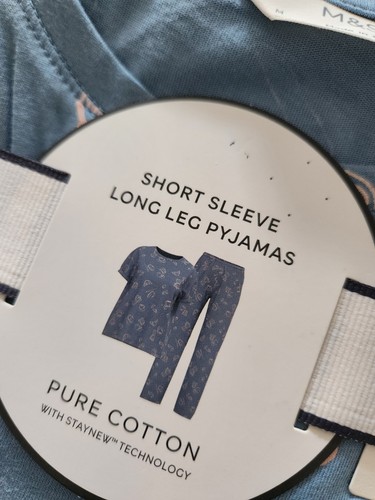 M&S
M
SHORT SLEEVE
LONG LEG PYJAMAS
PURE COTTON
WITH STAYNEW™ TECHNOLOGY